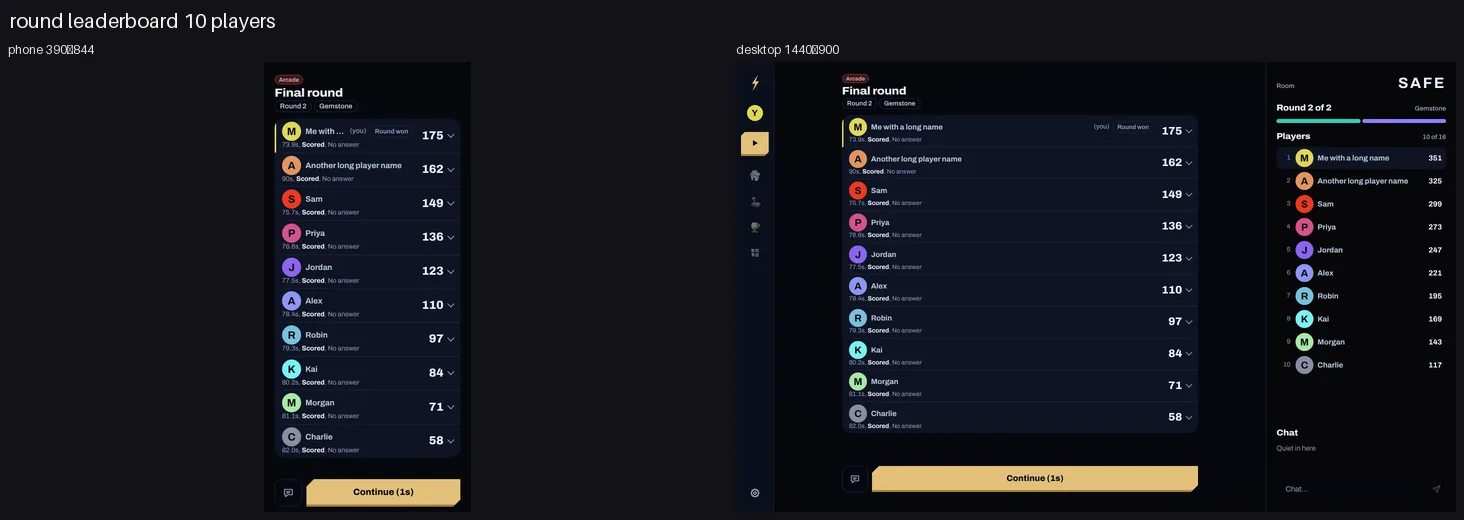 round leaderboard 10 players
phone 390▯844
Arcade
Final round
Round 2 Gemstone
M Me with ... (you) Round won 175
73.9s, Scored, No answer
A Another long player name 162
90s, Scored, No answer
S Sam 149
75.7s, Scored, No answer
P Priya 136
76.6s, Scored, No answer
J Jordan 123
77.5s, Scored, No answer
A Alex 110
78.4s, Scored, No answer
R Robin 97
79.3s, Scored, No answer
K Kai 84
80.2s, Scored, No answer
M Morgan 71
81.1s, Scored, No answer
C Charlie 58
82.0s, Scored, No answer
Continue (1s)
desktop 1440▯900
Y
Arcade
Final round
Round 2 Gemstone
M Me with a long name (you) Round won 175
73.9s, Scored, No answer
A Another long player name 162
90s, Scored, No answer
S Sam 149
75.7s, Scored, No answer
P Priya 136
76.6s, Scored, No answer
J Jordan 123
77.5s, Scored, No answer
A Alex 110
78.4s, Scored, No answer
R Robin 97
79.3s, Scored, No answer
K Kai 84
80.2s, Scored, No answer
M Morgan 71
81.1s, Scored, No answer
C Charlie 58
82.0s, Scored, No answer
Continue (1s)
Room SAFE
Round 2 of 2 Gemstone
Players 10 of 16
1 M Me with a long name 351
2 A Another long player name 325
3 S Sam 299
4 P Priya 273
5 J Jordan 247
6 A Alex 221
7 R Robin 195
8 K Kai 169
9 M Morgan 143
10 C Charlie 117
Chat
Quiet in here
Chat...